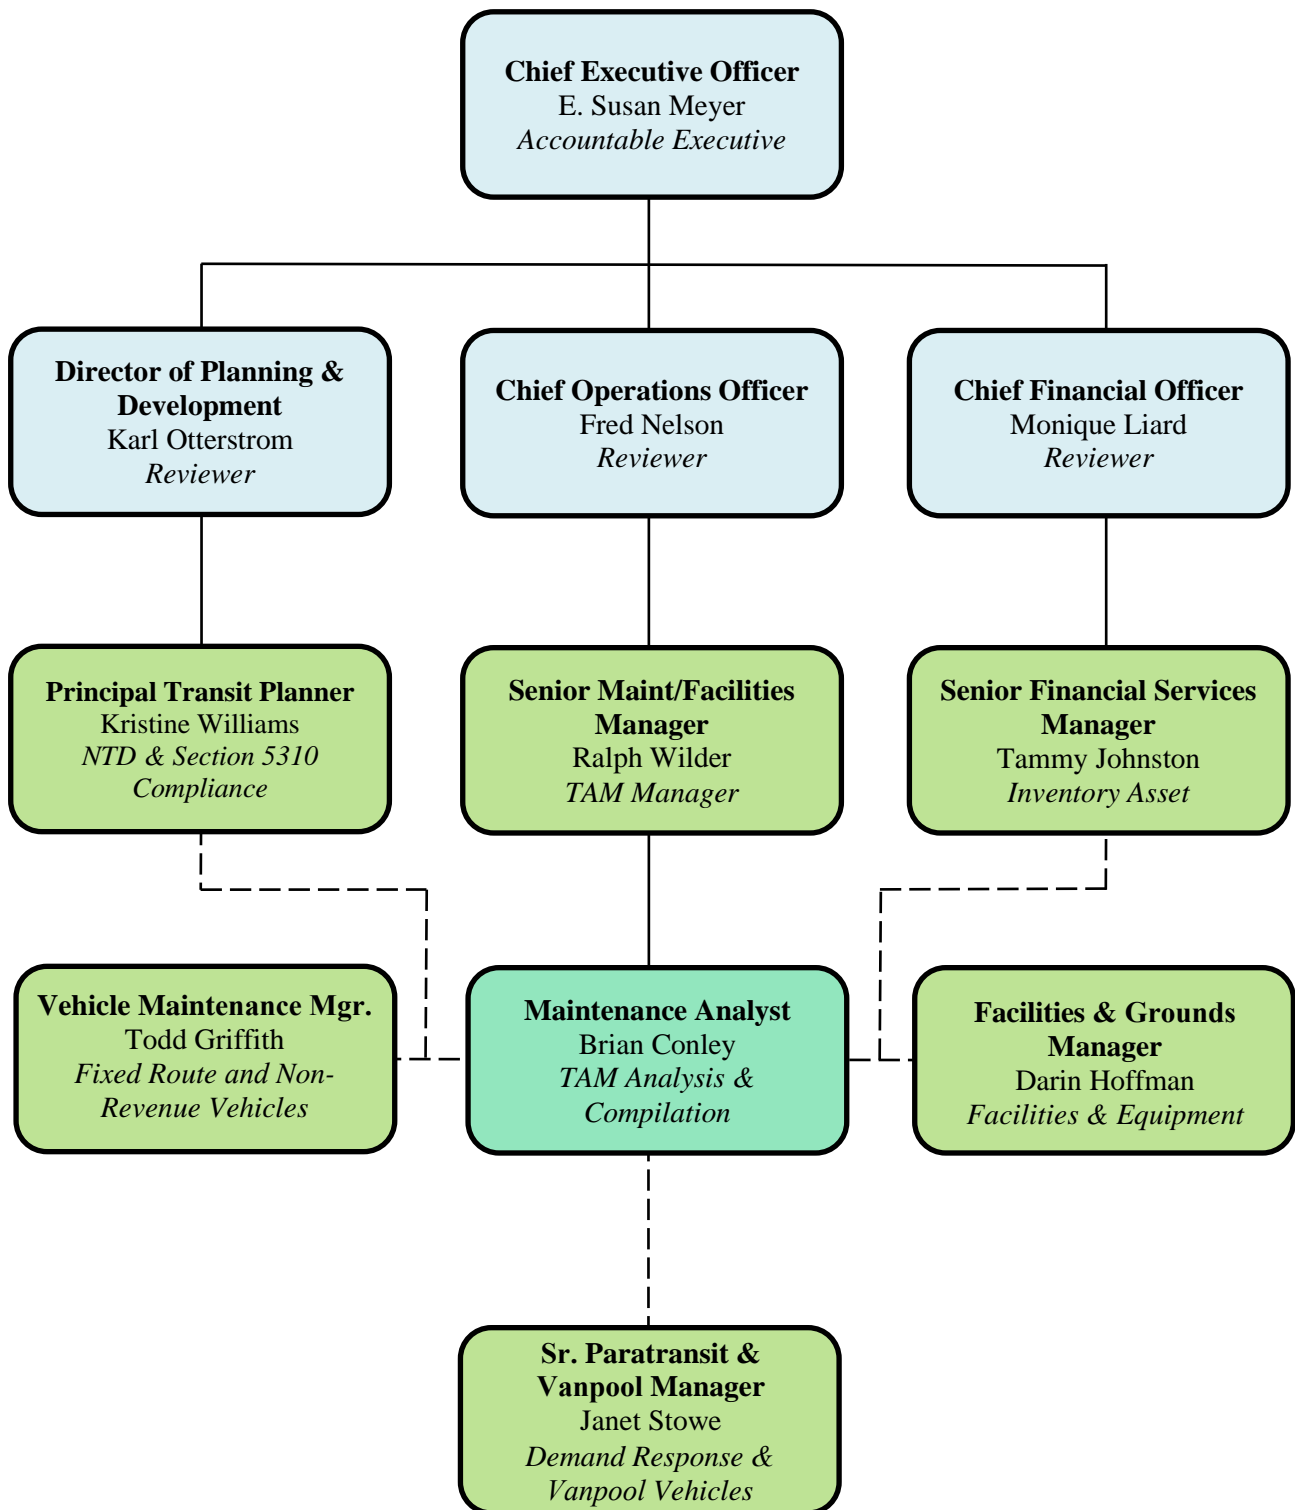 Chief Executive Officer
E. Susan Meyer
Accountable Executive
Director of Planning &
Development
Karl Otterstrom
Reviewer
Chief Operations Officer
Fred Nelson
Reviewer
Chief Financial Officer
Monique Liard
Reviewer
Principal Transit Planner
Kristine Williams
NTD & Section 5310
Compliance
Senior Maint/Facilities
Manager
Ralph Wilder
TAM Manager
Senior Financial Services
Manager
Tammy Johnston
Inventory Asset
Vehicle Maintenance Mgr.
Todd Griffith
Fixed Route and Non-
Revenue Vehicles
Maintenance Analyst
Brian Conley
TAM Analysis &
Compilation
Facilities & Grounds
Manager
Darin Hoffman
Facilities & Equipment
Sr. Paratransit &
Vanpool Manager
Janet Stowe
Demand Response &
Vanpool Vehicles